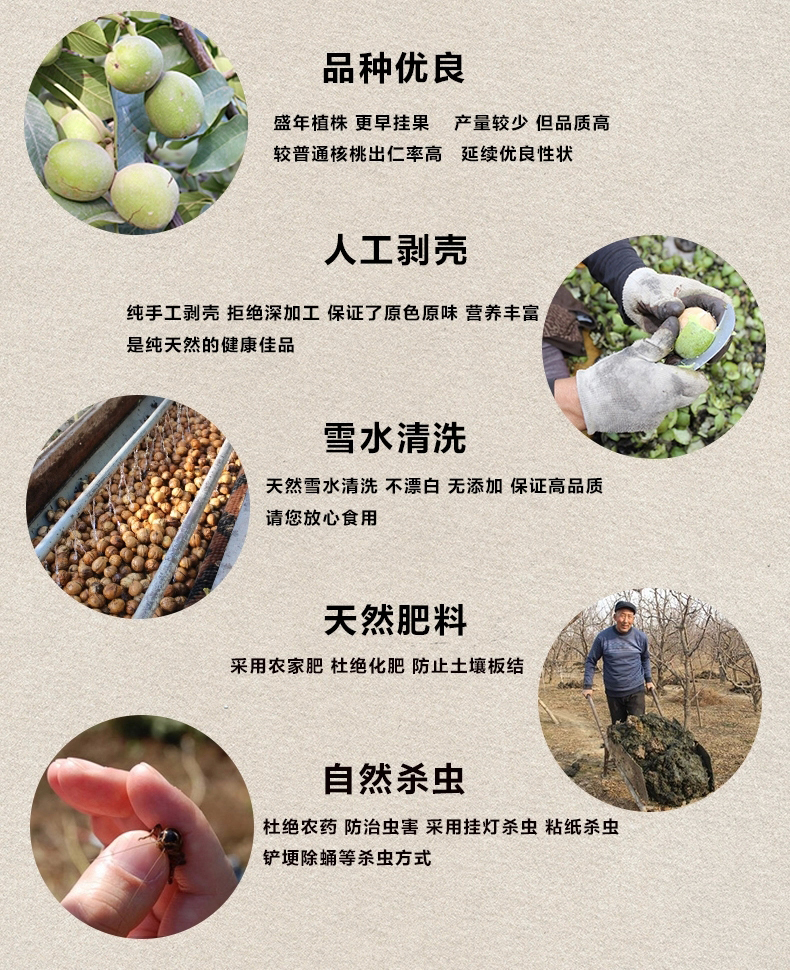 品种优良
盛年植株 更早挂果 产量较少 但品质高
较普通核桃出仁率高 延续优良性状
人工剥壳
纯手工剥壳 拒绝深加工 保证了原色原味 营养丰富
是纯天然的健康佳品
雪水清洗
天然雪水清洗 不漂白 无添加 保证高品质
请您放心食用
天然肥料
采用农家肥 杜绝化肥 防止土壤板结
自然杀虫
杜绝农药 防治虫害 采用挂灯杀虫 粘纸杀虫
铲埂除蛹等杀虫方式